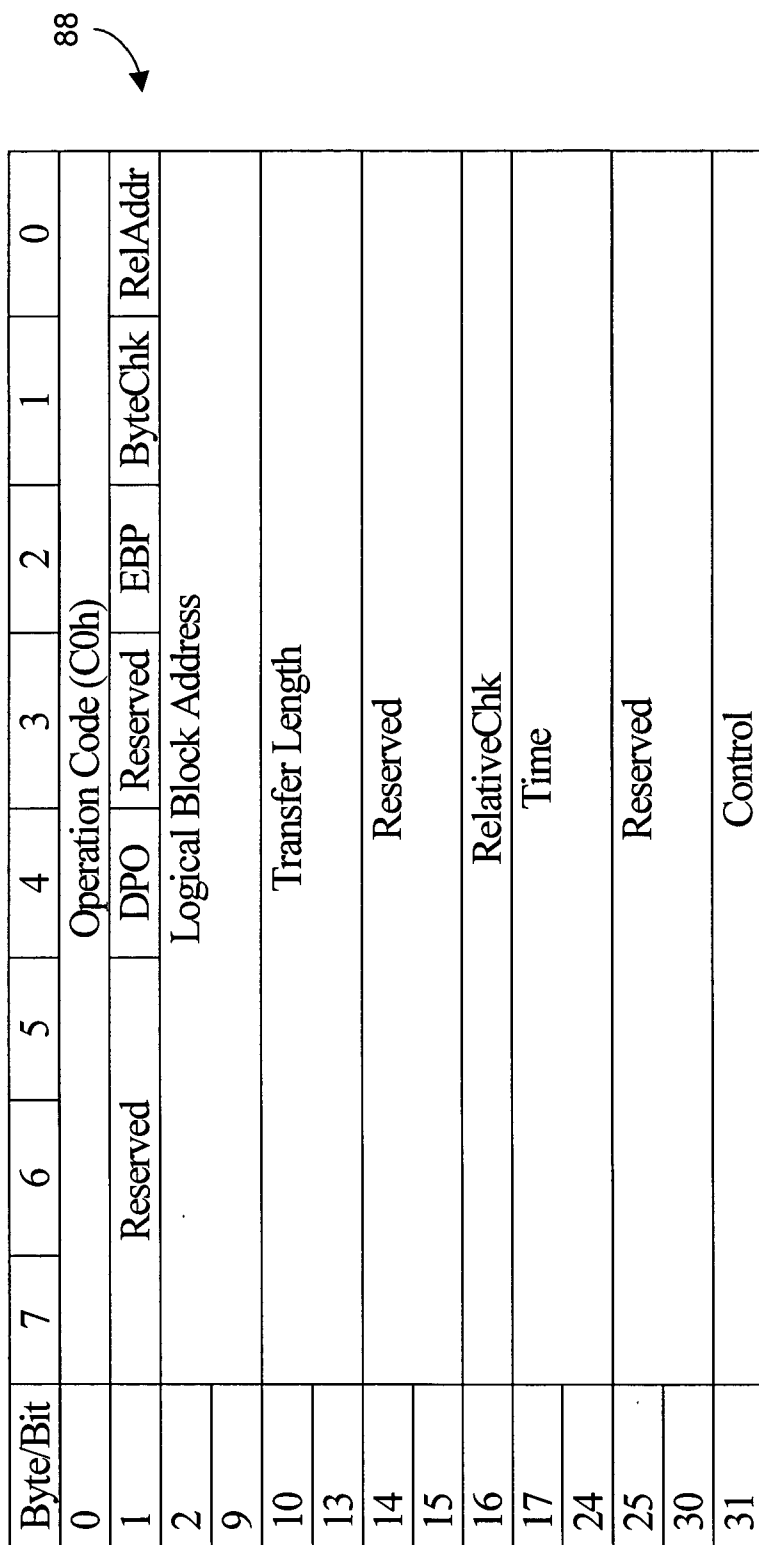 88
Byte/Bit 7 6 5 4 3 2 1 0
0 Operation Code (C0h)
1 Reserved DPO Reserved EBP ByteChk RelAddr
2 Logical Block Address
9
10 Transfer Length
13
14 Reserved
15
16 RelativeChk
17 Time
24
25 Reserved
30
31 Control